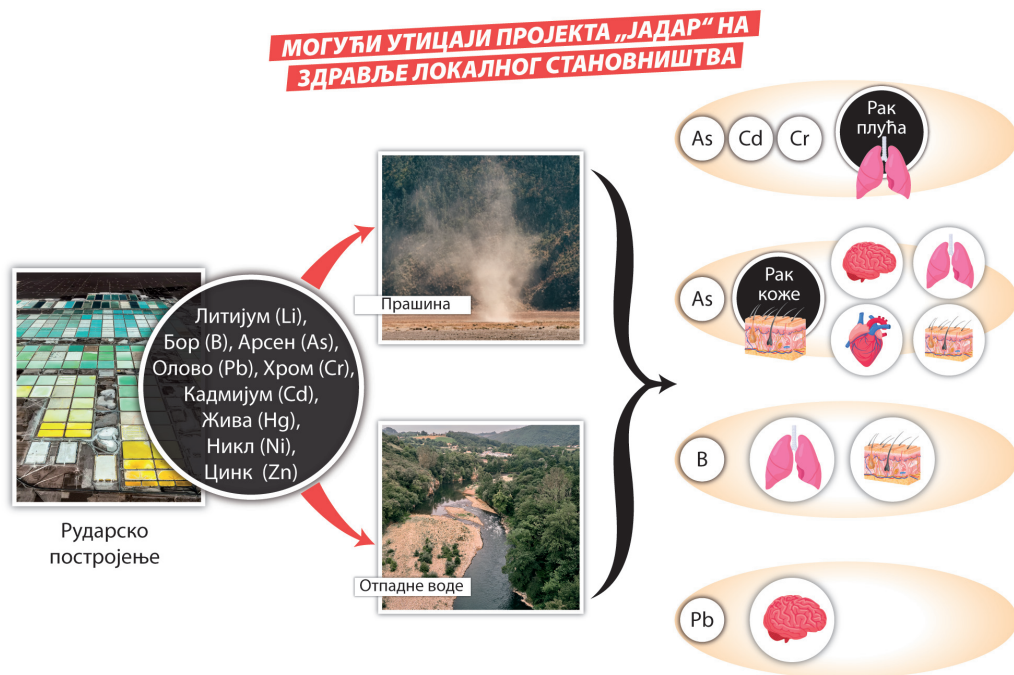 МОГУЋИ УТИЦАЈИ ПРОЈЕКТА „ЈАДАР“ НА
ЗДРАВЉЕ ЛОКАЛНОГ СТАНОВНИШТВА
Литијум (Li),
Бор (B), Арсен (As),
Олово (Pb), Хром (Cr),
Кадмијум (Cd),
Жива (Hg),
Никл (Ni),
Цинк (Zn)
Рударско
постројење
Прашина
Отпадне воде
As Cd Cr
Рак
плућа
As
Рак
коже
B
Pb